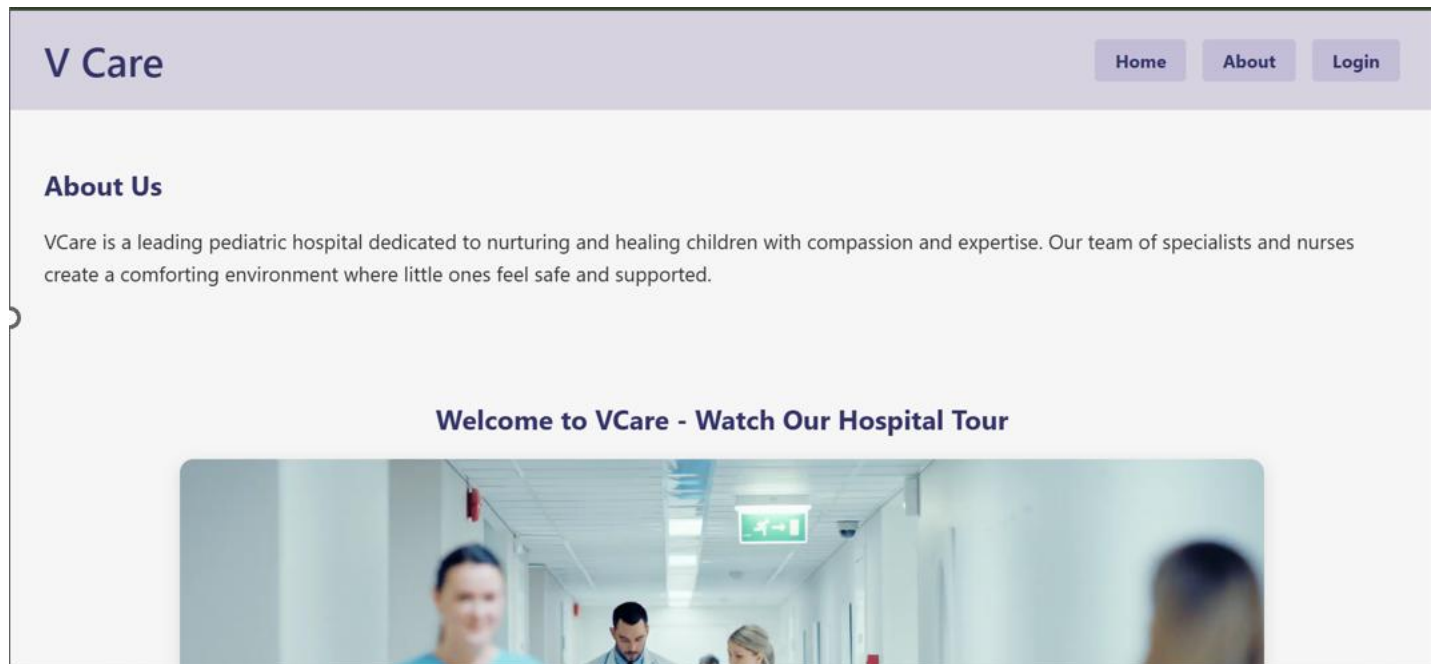 V Care
Home About Login
About Us
VCare is a leading pediatric hospital dedicated to nurturing and healing children with compassion and expertise. Our team of specialists and nurses
create a comforting environment where little ones feel safe and supported.
Welcome to VCare - Watch Our Hospital Tour